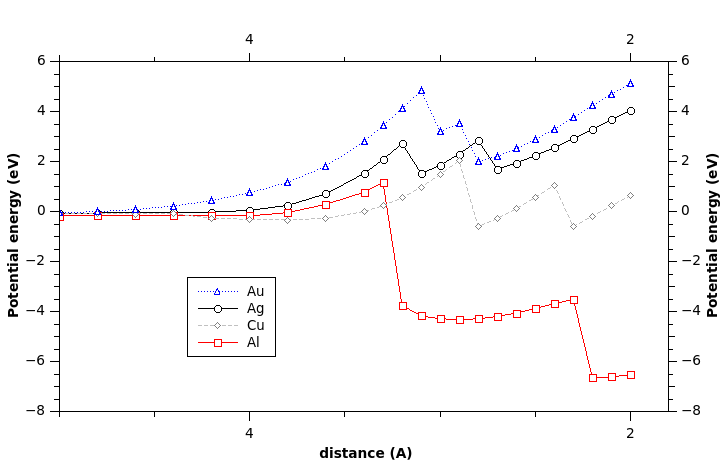 4 2
6 6
4 4
2 2
0 0
−2 −2
−4 −4
−6 −6
−8 −8
Potential energy (eV)
Potential energy (eV)
Au
Ag
Cu
Al
4 2
distance (A)